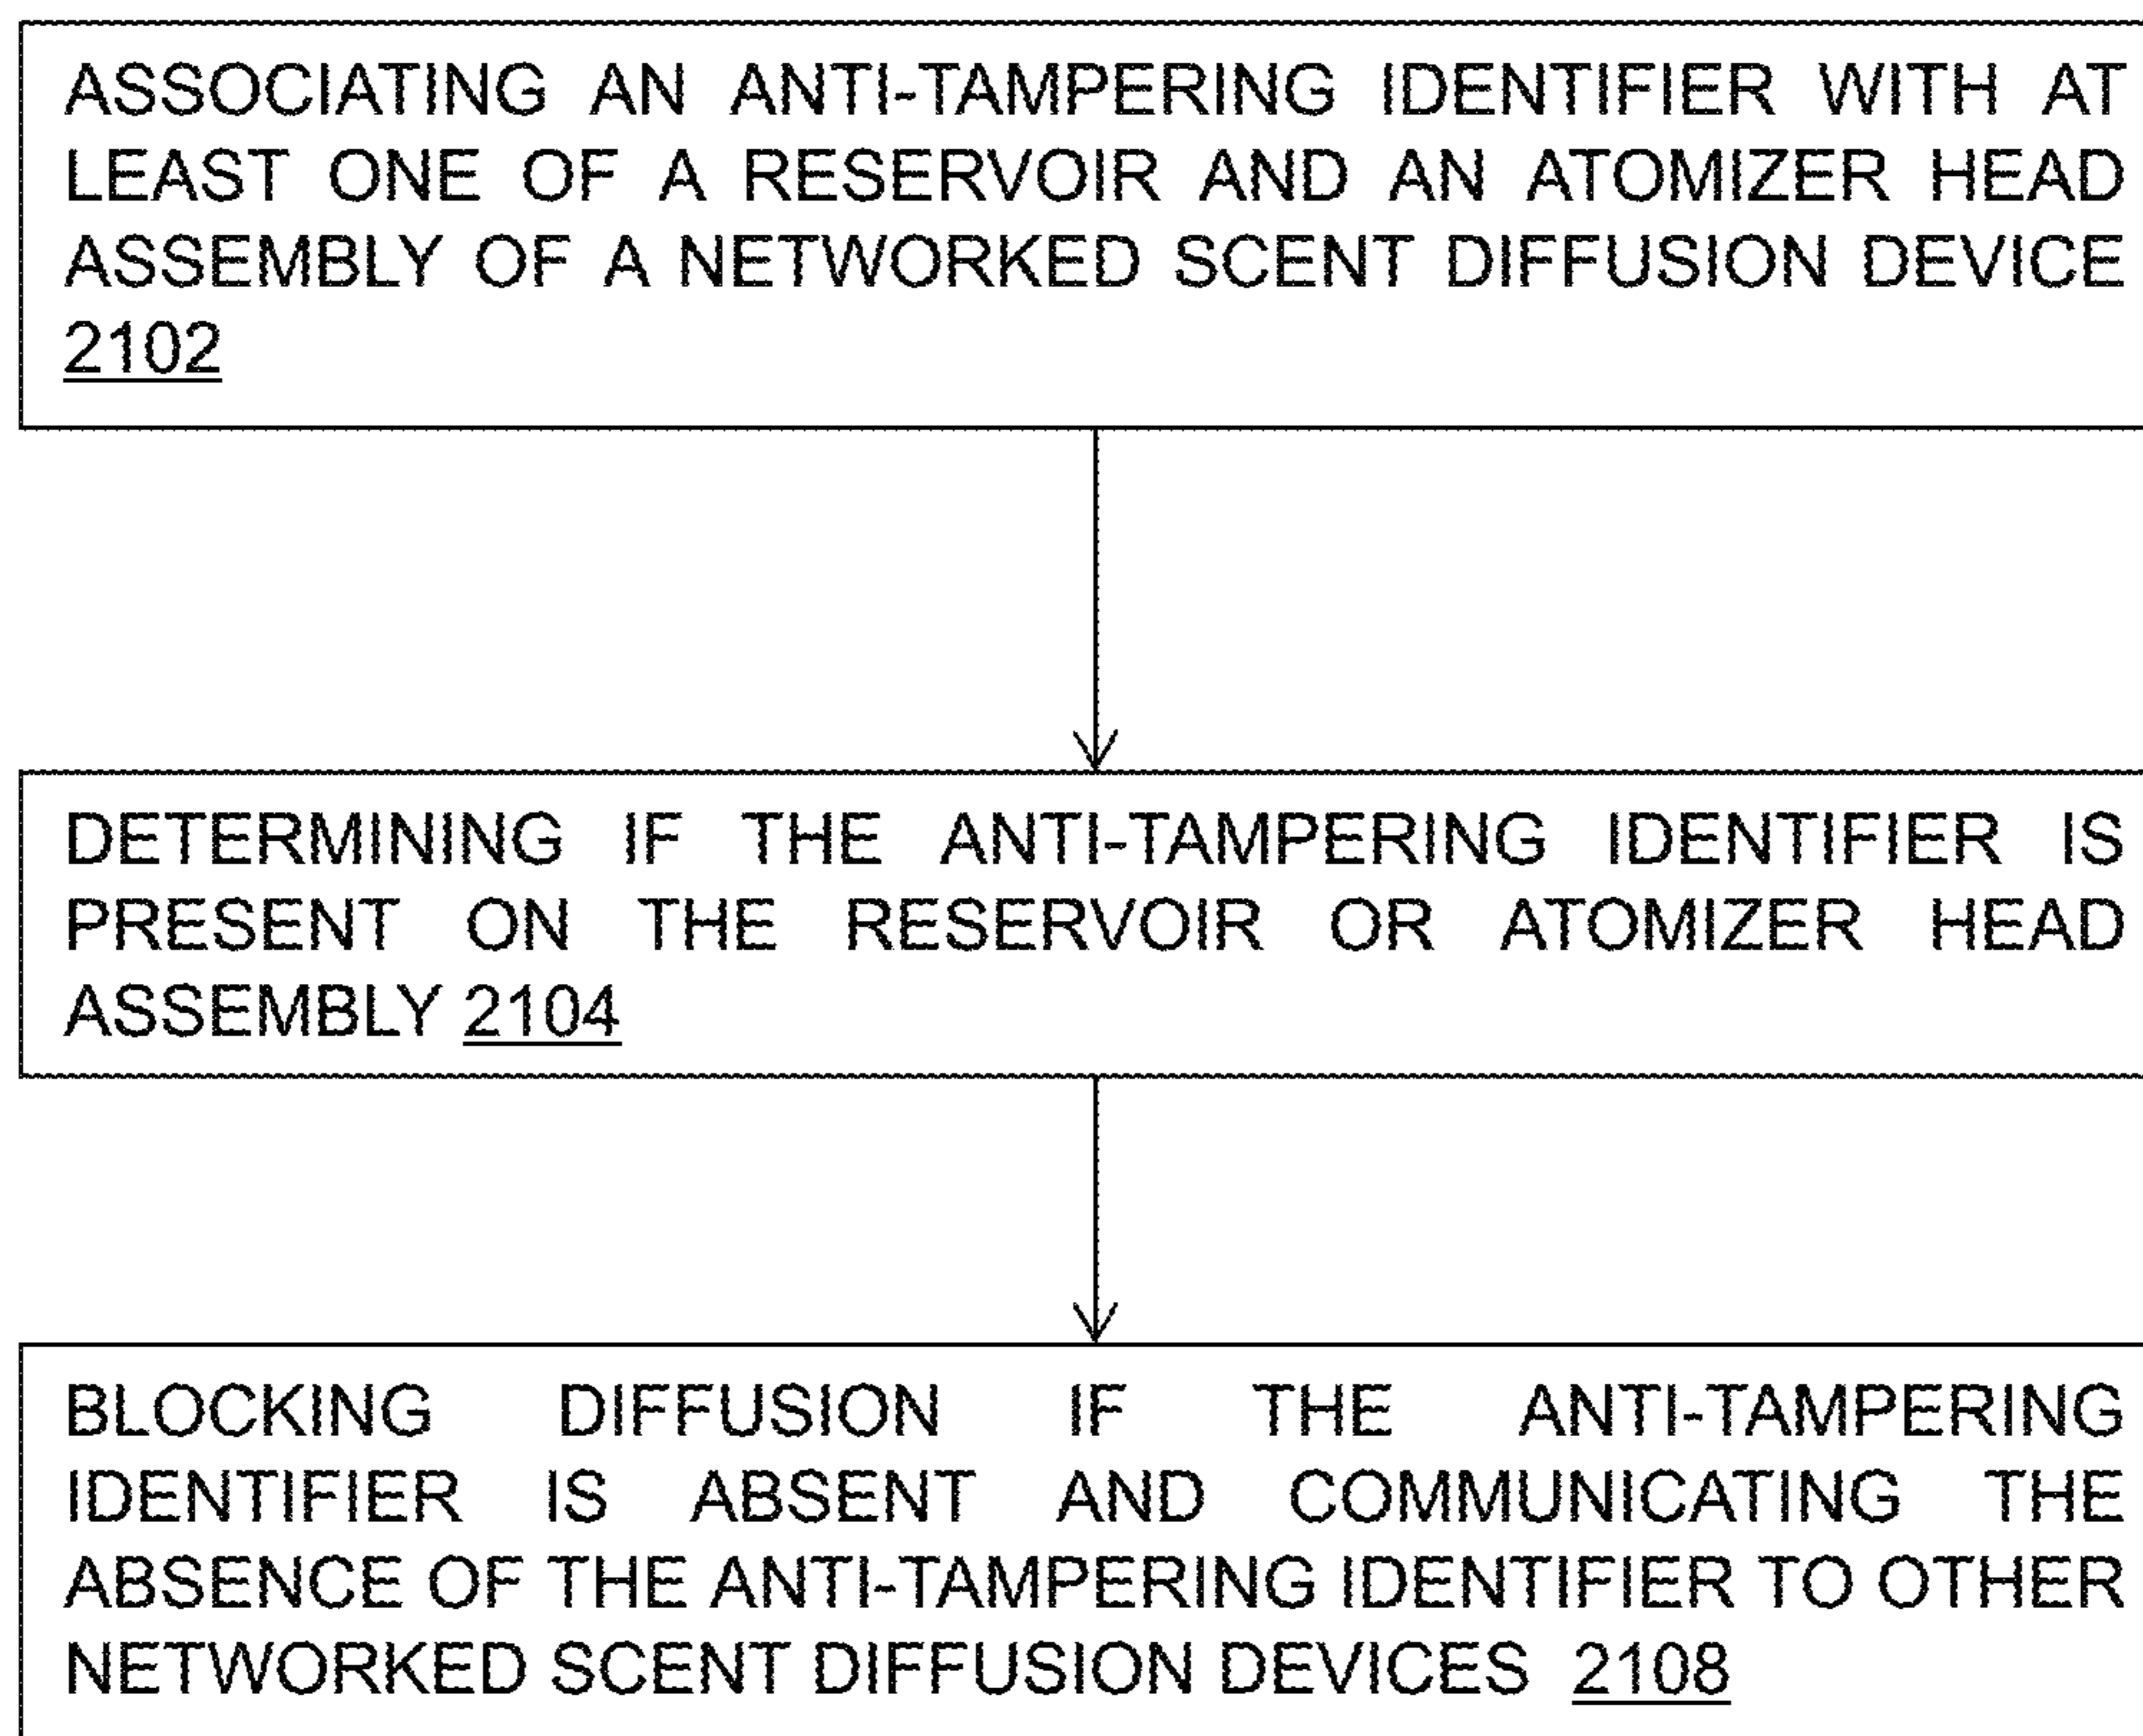 ASSOCIATING AN ANTI-TAMPERING IDENTIFIER WITH AT
LEAST ONE OF A RESERVOIR AND AN ATOMIZER HEAD
ASSEMBLY OF A NETWORKED SCENT DIFFUSION DEVICE
2102
DETERMINING IF THE ANTI-TAMPERING IDENTIFIER IS
PRESENT ON THE RESERVOIR OR ATOMIZER HEAD
ASSEMBLY 2104
BLOCKING DIFFUSION IF THE ANTI-TAMPERING
IDENTIFIER IS ABSENT AND COMMUNICATING THE
ABSENCE OF THE ANTI-TAMPERING IDENTIFIER TO OTHER
NETWORKED SCENT DIFFUSION DEVICES 2108